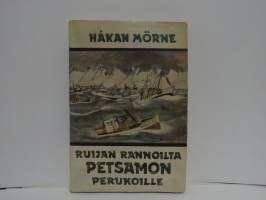 HÅKAN MÖRNE
RUIJAN RANNOILTA
PETSAMON
PERUKOILLE